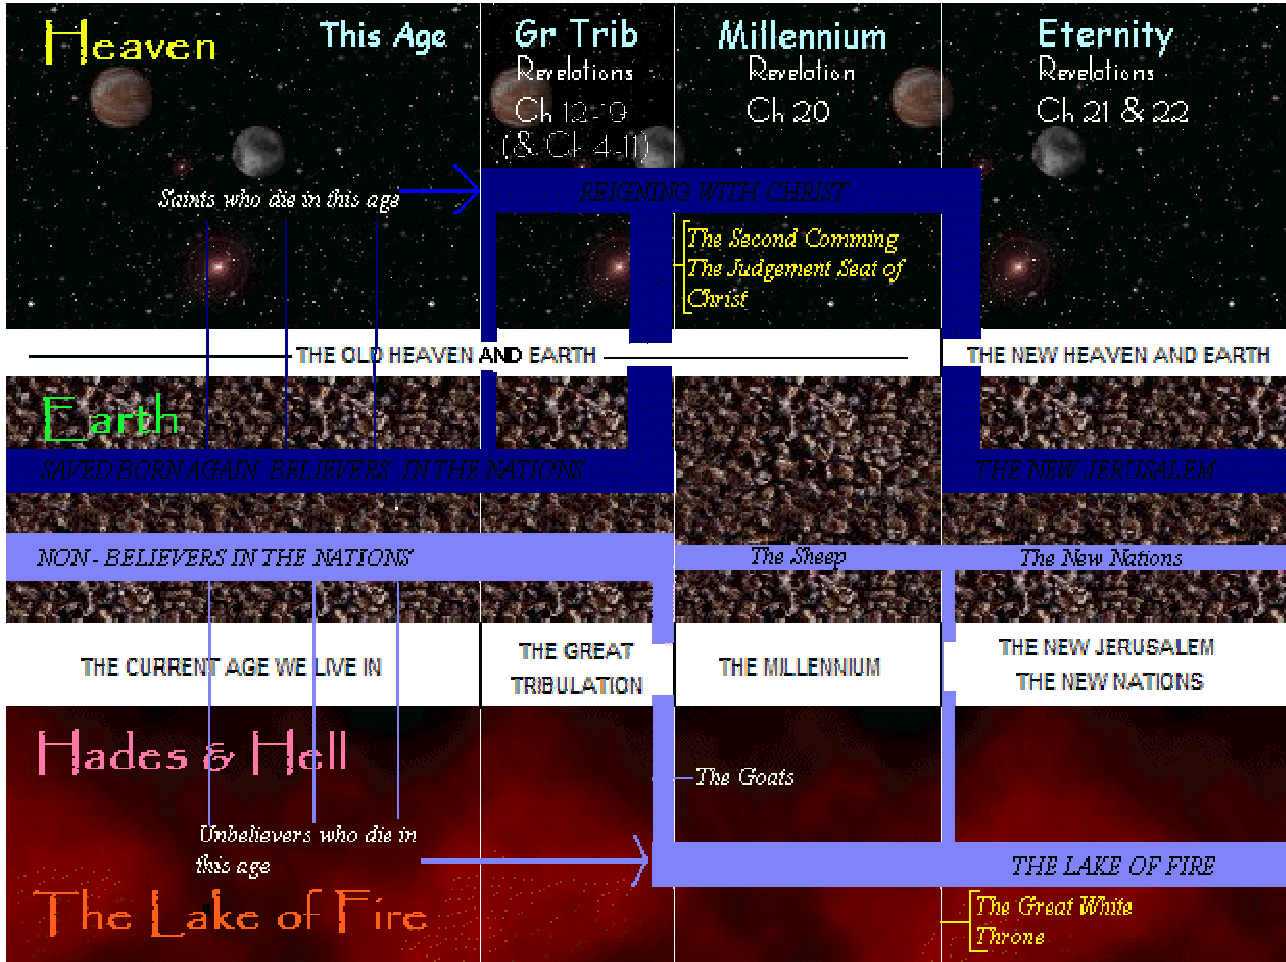 Heaven
This Age
Gr Trib
Millennium
Eternity
Revelations
Revelation
Revelations
Ch 12-19
Ch 20
Ch 21 & 22
(& Ch 4-11)
Saints who die in this age
REIGNING WITH CHRIST
The Second Comming
The Judgement Seat of
Christ
THE OLD HEAVEN AND EARTH
THE NEW HEAVEN AND EARTH
Earth
SAVED BORN AGAIN BELIEVERS IN THE NATIONS
THE NEW JERUSALEM
NON - BELIEVERS IN THE NATIONS
The Sheep
The New Nations
THE CURRENT AGE WE LIVE IN
THE GREAT
TRIBULATION
THE MILLENNIUM
THE NEW JERUSALEM
THE NEW NATIONS
Hades & Hell
The Goats
Unbelievers who die in
this age
THE LAKE OF FIRE
The Lake of Fire
The Great White
Throne